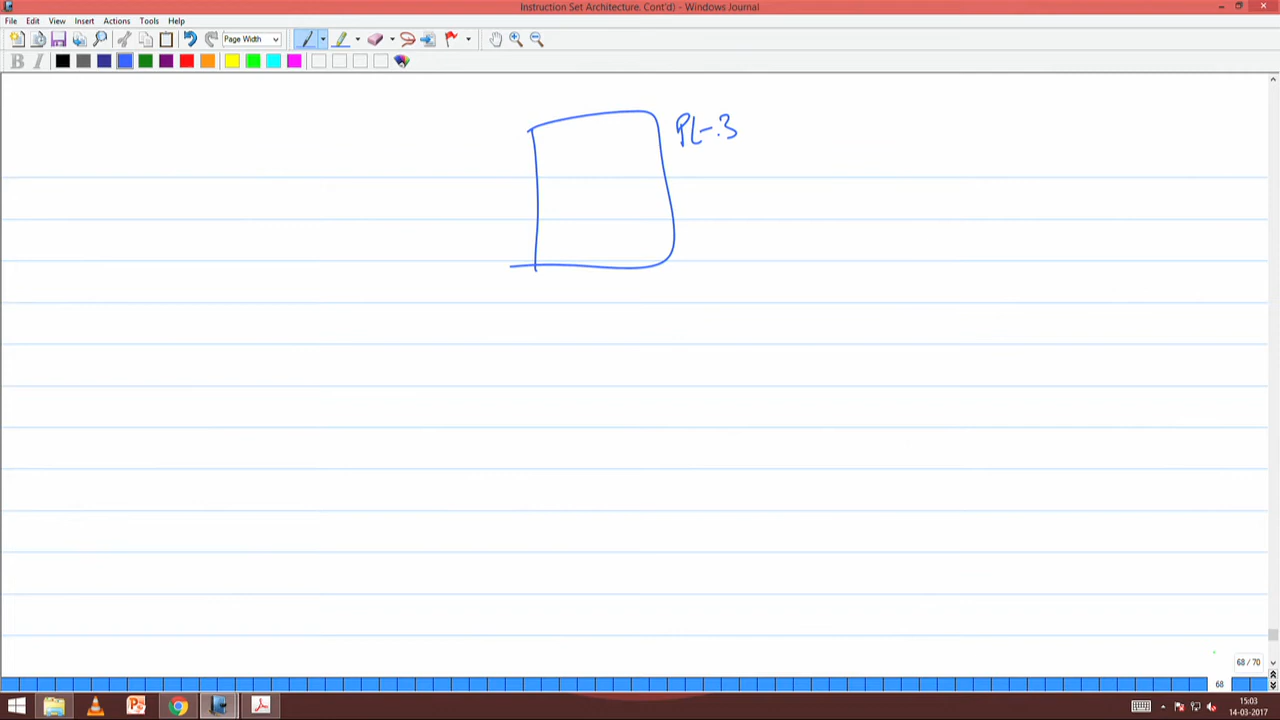 Instruction Set Architecture, Cont'd) - Windows Journal
File Edit View Insert Actions Tools Help
Page Width
B I
PL-3
68 / 70
68
15:03
14-03-2017